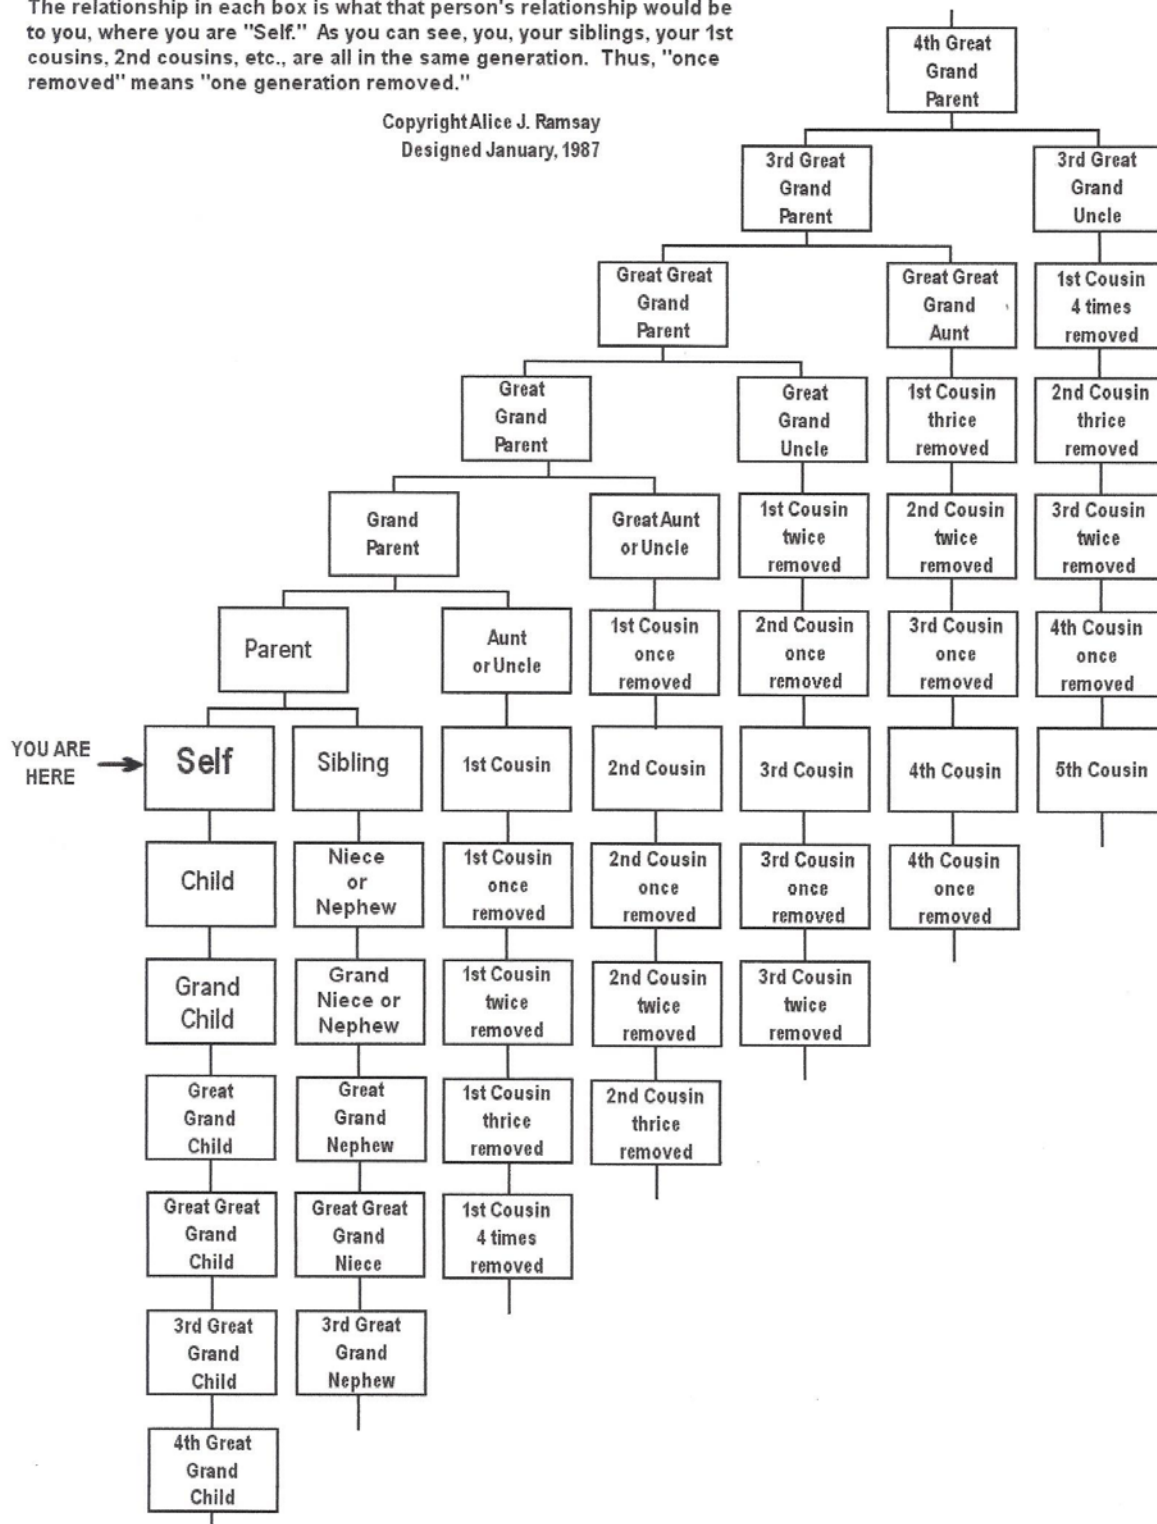 The relationship in each box is what that person's relationship would be
to you, where you are "Self." As you can see, you, your siblings, your 1st
cousins, 2nd cousins, etc., are all in the same generation. Thus, "once
removed" means "one generation removed."
Copyright Alice J. Ramsay
Designed January, 1987
4th Great
Grand
Parent
3rd Great
Grand
Parent
3rd Great
Grand
Uncle
Great Great
Grand
Parent
Great Great
Grand
Aunt
1st Cousin
4 times
removed
Great
Grand
Parent
Great
Grand
Uncle
1st Cousin
thrice
removed
2nd Cousin
thrice
removed
Grand
Parent
Great Aunt
or Uncle
1st Cousin
twice
removed
2nd Cousin
twice
removed
3rd Cousin
twice
removed
Parent
Aunt
or Uncle
1st Cousin
once
removed
2nd Cousin
once
removed
3rd Cousin
once
removed
4th Cousin
once
removed
YOU ARE
HERE
Self
Sibling
1st Cousin
2nd Cousin
3rd Cousin
4th Cousin
5th Cousin
Child
Niece
or
Nephew
1st Cousin
once
removed
2nd Cousin
once
removed
3rd Cousin
once
removed
4th Cousin
once
removed
Grand
Child
Grand
Niece or
Nephew
1st Cousin
twice
removed
2nd Cousin
twice
removed
3rd Cousin
twice
removed
Great
Grand
Child
Great
Grand
Nephew
1st Cousin
thrice
removed
2nd Cousin
thrice
removed
Great Great
Grand
Child
Great Great
Grand
Niece
1st Cousin
4 times
removed
3rd Great
Grand
Child
3rd Great
Grand
Nephew
4th Great
Grand
Child